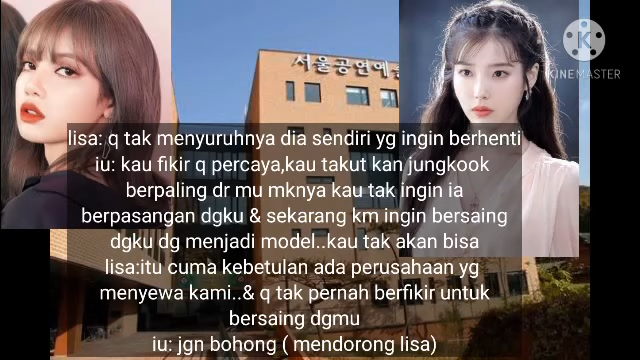 서울공연예술
KINEMASTER
lisa: q tak menyuruhnya dia sendiri yg ingin berhenti
iu: kau fikir q percaya,kau takut kan jungkook
berpaling dr mu mknya kau tak ingin ia
berpasangan dgku & sekarang km ingin bersaing
dgku dg menjadi model..kau tak akan bisa
lisa:itu cuma kebetulan ada perusahaan yg
menyewa kami..& q tak pernah berfikir untuk
bersaing dgmu
iu: jgn bohong ( mendorong lisa)